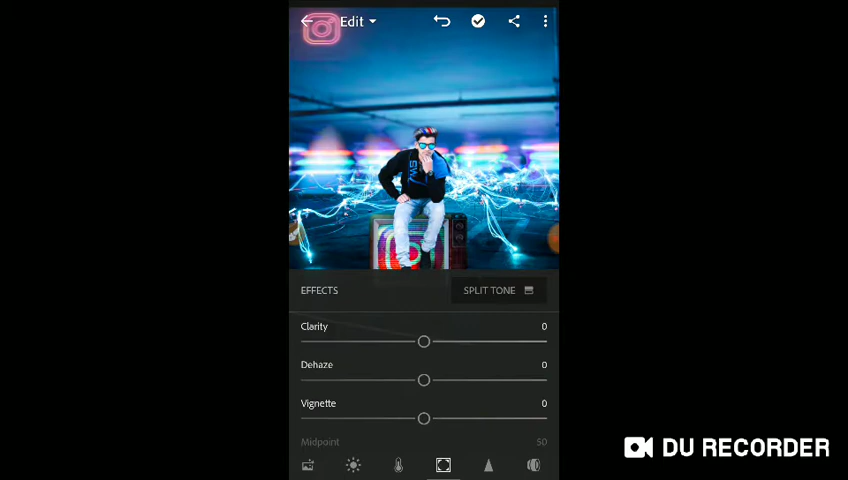 Edit
EFFECTS
SPLIT TONE
Clarity 0
Dehaze 0
Vignette 0
Midpoint 50
DU RECORDER